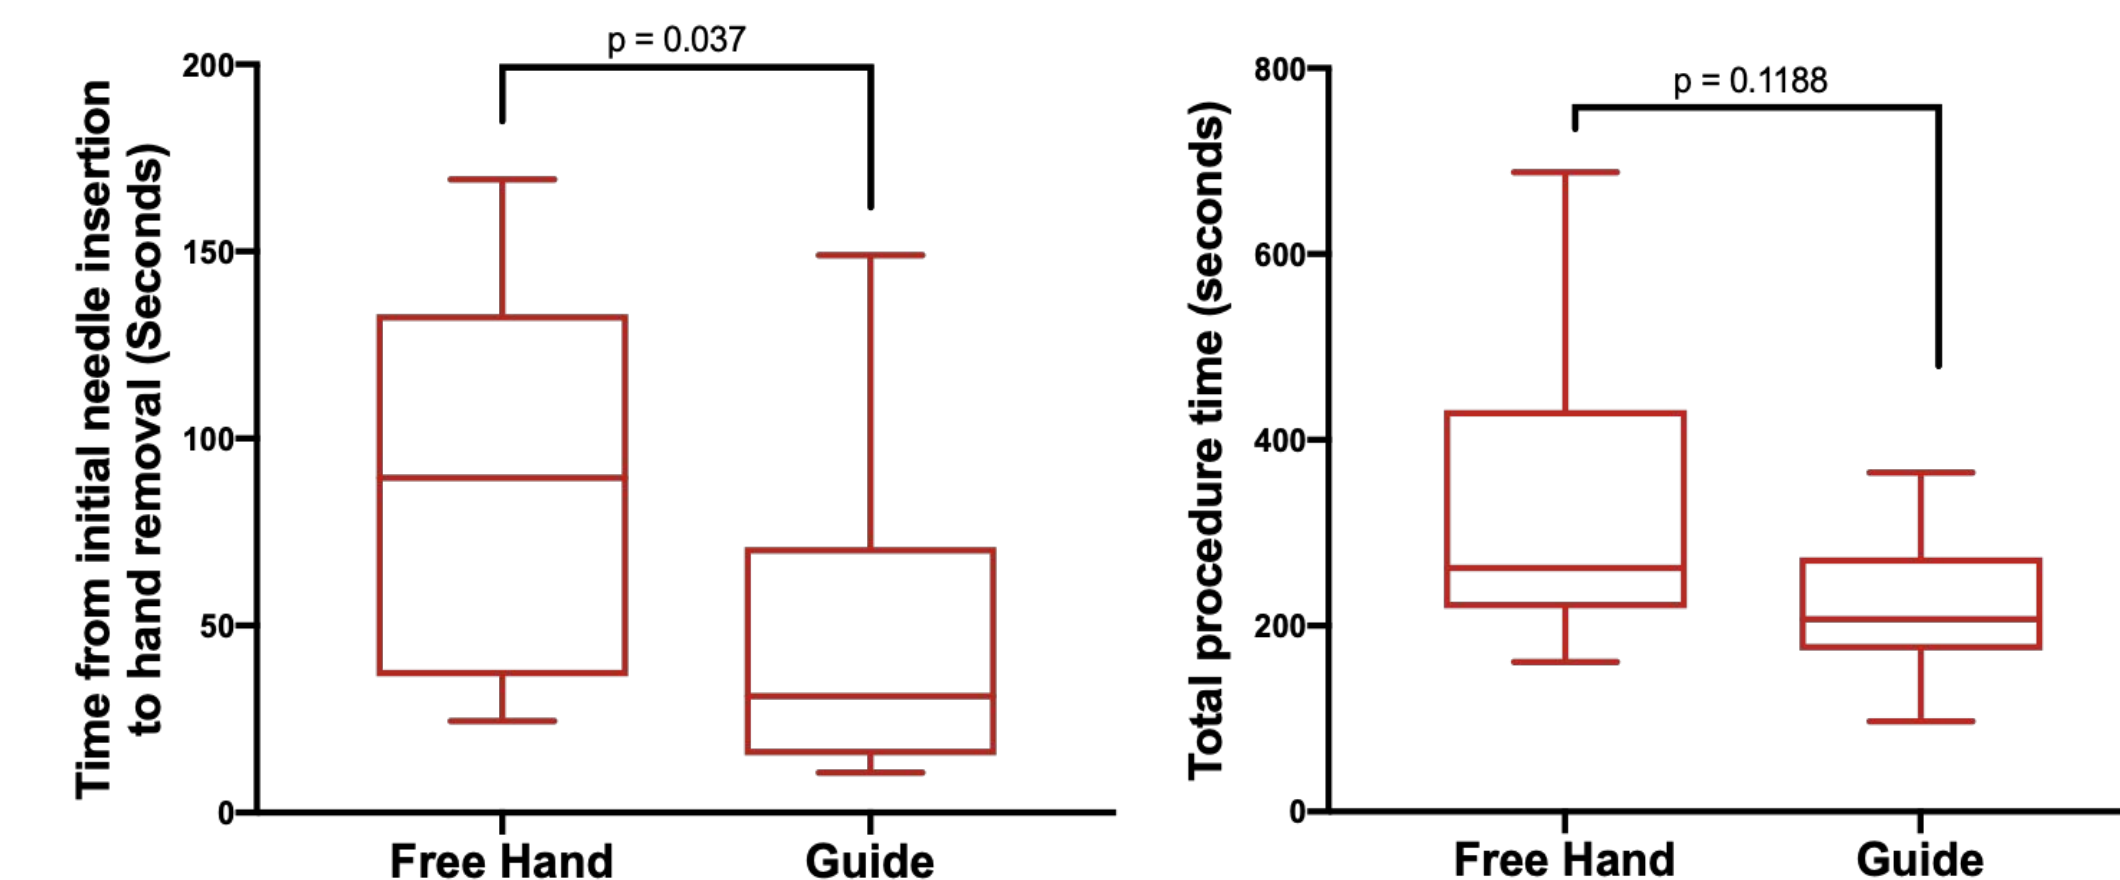 Time from initial needle insertion
to hand removal (Seconds)
p = 0.037
200
150
100
50
0
Free Hand
Guide
Total procedure time (seconds)
p = 0.1188
800
600
400
200
0
Free Hand
Guide